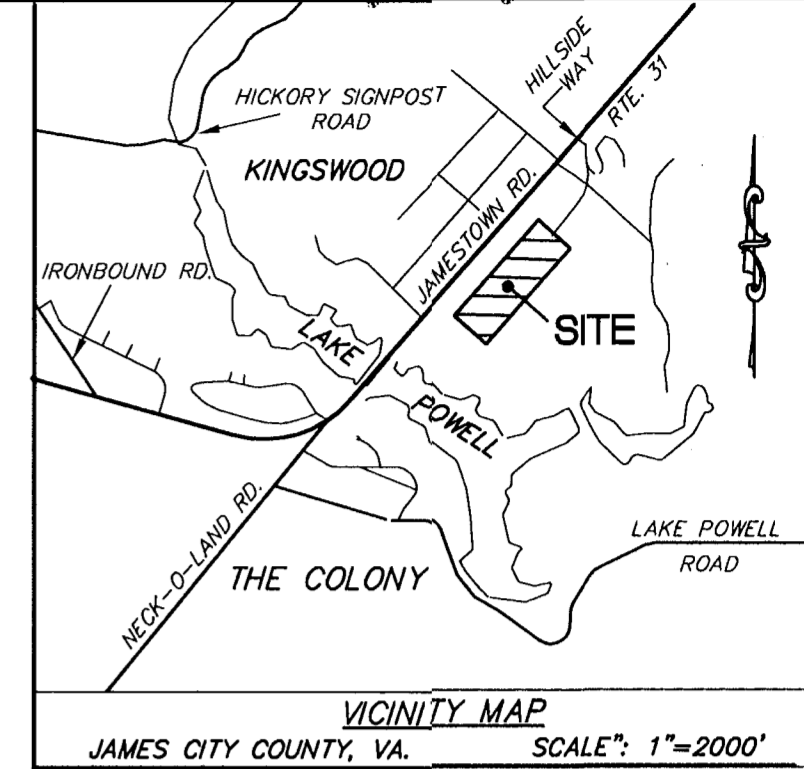 HILLSIDE
WAY
RTE. 31
HICKORY SIGNPOST
ROAD
KINGSWOOD
JAMESTOWN RD.
IRONBOUND RD.
SITE
LAKE
POWELL
NECK-O-LAND RD.
LAKE POWELL
ROAD
THE COLONY
VICINITY MAP
JAMES CITY COUNTY, VA. SCALE": 1"=2000'